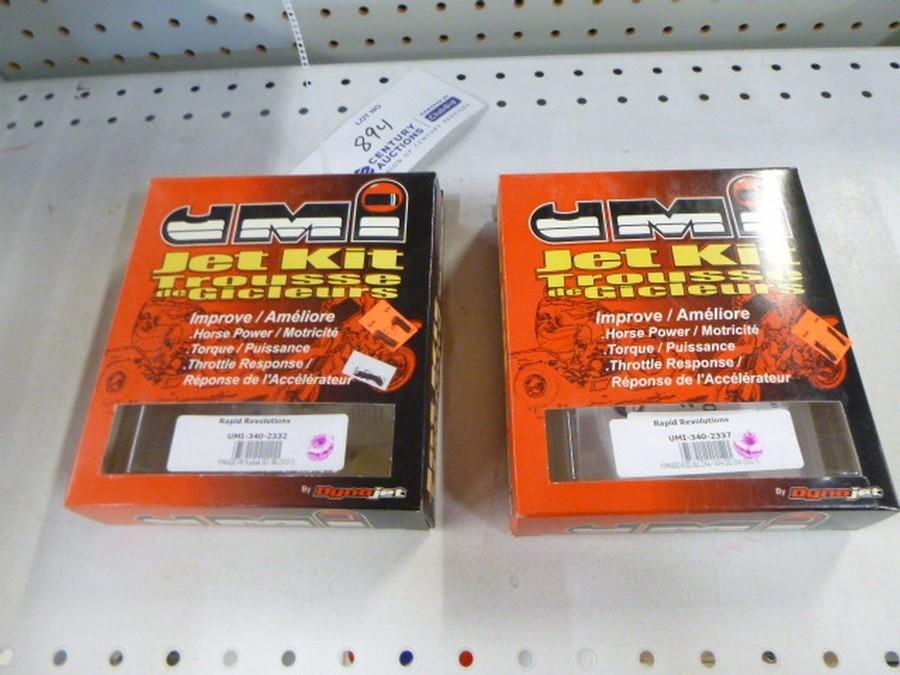 LOT NO
894
CENTURY
AUCTIONS
umi
Jet Kit
Trousse
de Gicleurs
Improve / Améliore
.Horse Power / Motricité
.Torque / Puissance
.Throttle Response /
Réponse de l'Accélérateur
Rapid Revolutions
UMI-340-2332
By Dynojet
umi
umi
Jet Kit
Trousse
de Gicleurs
Improve / Améliore
.Horse Power / Motricité
.Torque / Puissance
.Throttle Response /
Réponse de l'Accélérateur
Rapid Revolutions
UMI-340-2337
By Dynojet
umi